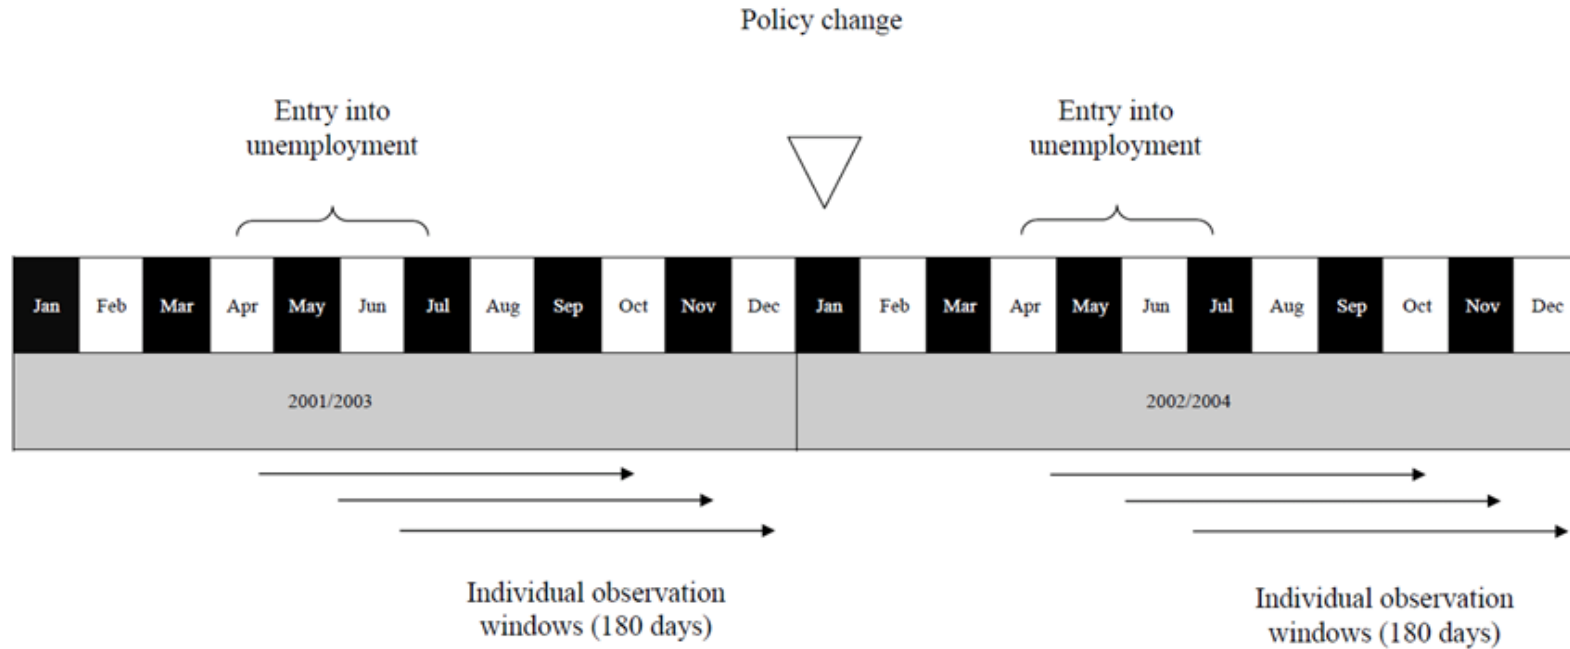 Policy change
Entry into
unemployment
Entry into
unemployment
Jan Feb Mar Apr May Jun Jul Aug Sep Oct Nov Dec Jan Feb Mar Apr May Jun Jul Aug Sep Oct Nov Dec
2001/2003 2002/2004
Individual observation
windows (180 days)
Individual observation
windows (180 days)